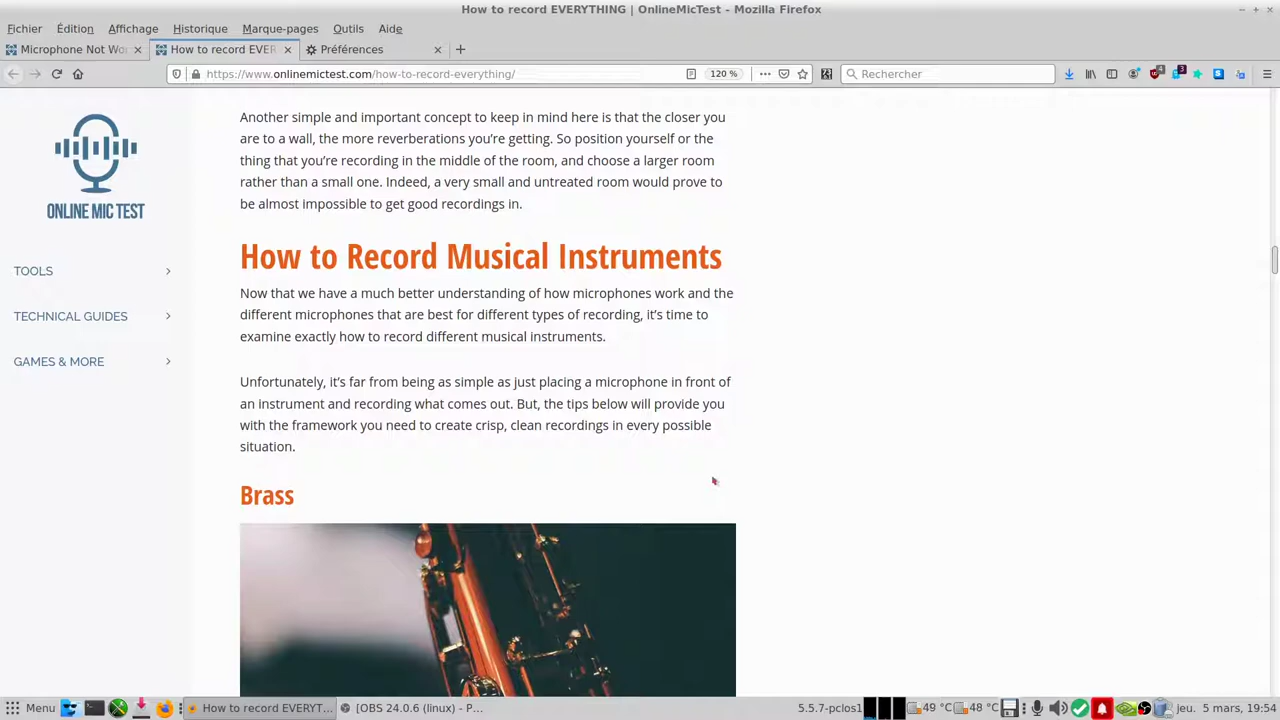 How to record EVERYTHING | OnlineMicTest - Mozilla Firefox
Fichier Édition Affichage Historique Marque-pages Outils Aide
Microphone Not Wo × How to record EVER × Préférences × +
https://www.onlinemictest.com/how-to-record-everything/ 120 % Rechercher
Another simple and important concept to keep in mind here is that the closer you
are to a wall, the more reverberations you’re getting. So position yourself or the
thing that you’re recording in the middle of the room, and choose a larger room
rather than a small one. Indeed, a very small and untreated room would prove to
be almost impossible to get good recordings in.
ONLINE MIC TEST
TOOLS
TECHNICAL GUIDES
GAMES & MORE
How to Record Musical Instruments
Now that we have a much better understanding of how microphones work and the
different microphones that are best for different types of recording, it’s time to
examine exactly how to record different musical instruments.
Unfortunately, it’s far from being as simple as just placing a microphone in front of
an instrument and recording what comes out. But, the tips below will provide you
with the framework you need to create crisp, clean recordings in every possible
situation.
Brass
Menu How to record EVERYT... [OBS 24.0.6 (linux) - P... 5.5.7-pclos1 49 °C 48 °C jeu. 5 mars, 19:54